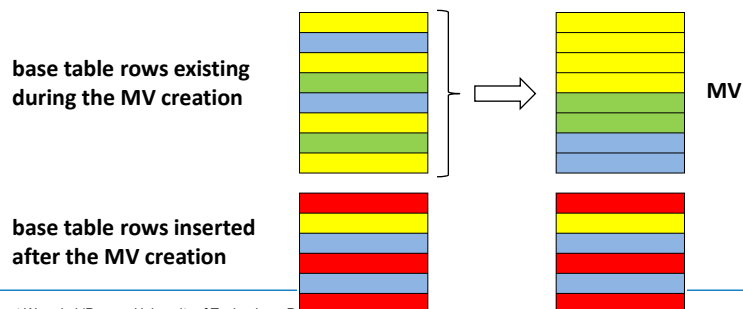 base table rows existing
during the MV creation
MV
base table rows inserted
after the MV creation